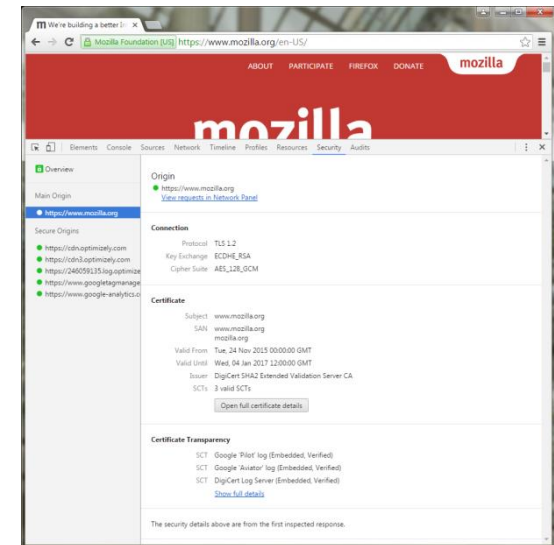 We're building a better In
Mozilla Foundation [US] https://www.mozilla.org/en-US/
ABOUT PARTICIPATE FIREFOX DONATE mozilla
mozilla
Elements Console Sources Network Timeline Profiles Resources Security Audits
Overview
Main Origin
https://www.mozilla.org
Secure Origins
https://cdn.optimizely.com
https://cdn3.optimizely.com
https://246059135.log.optimize
https://www.googletagmanage
https://www.google-analytics.c
Origin
https://www.mozilla.org
View requests in Network Panel
Connection
Protocol TLS 1.2
Key Exchange ECDHE_RSA
Cipher Suite AES_128_GCM
Certificate
Subject www.mozilla.org
SAN www.mozilla.org
mozilla.org
Valid From Tue, 24 Nov 2015 00:00:00 GMT
Valid Until Wed, 04 Jan 2017 12:00:00 GMT
Issuer DigiCert SHA2 Extended Validation Server CA
SCTs 3 valid SCTs
Open full certificate details
Certificate Transparency
SCT Google 'Pilot' log (Embedded, Verified)
SCT Google 'Aviator' log (Embedded, Verified)
SCT DigiCert Log Server (Embedded, Verified)
Show full details
The security details above are from the first inspected response.